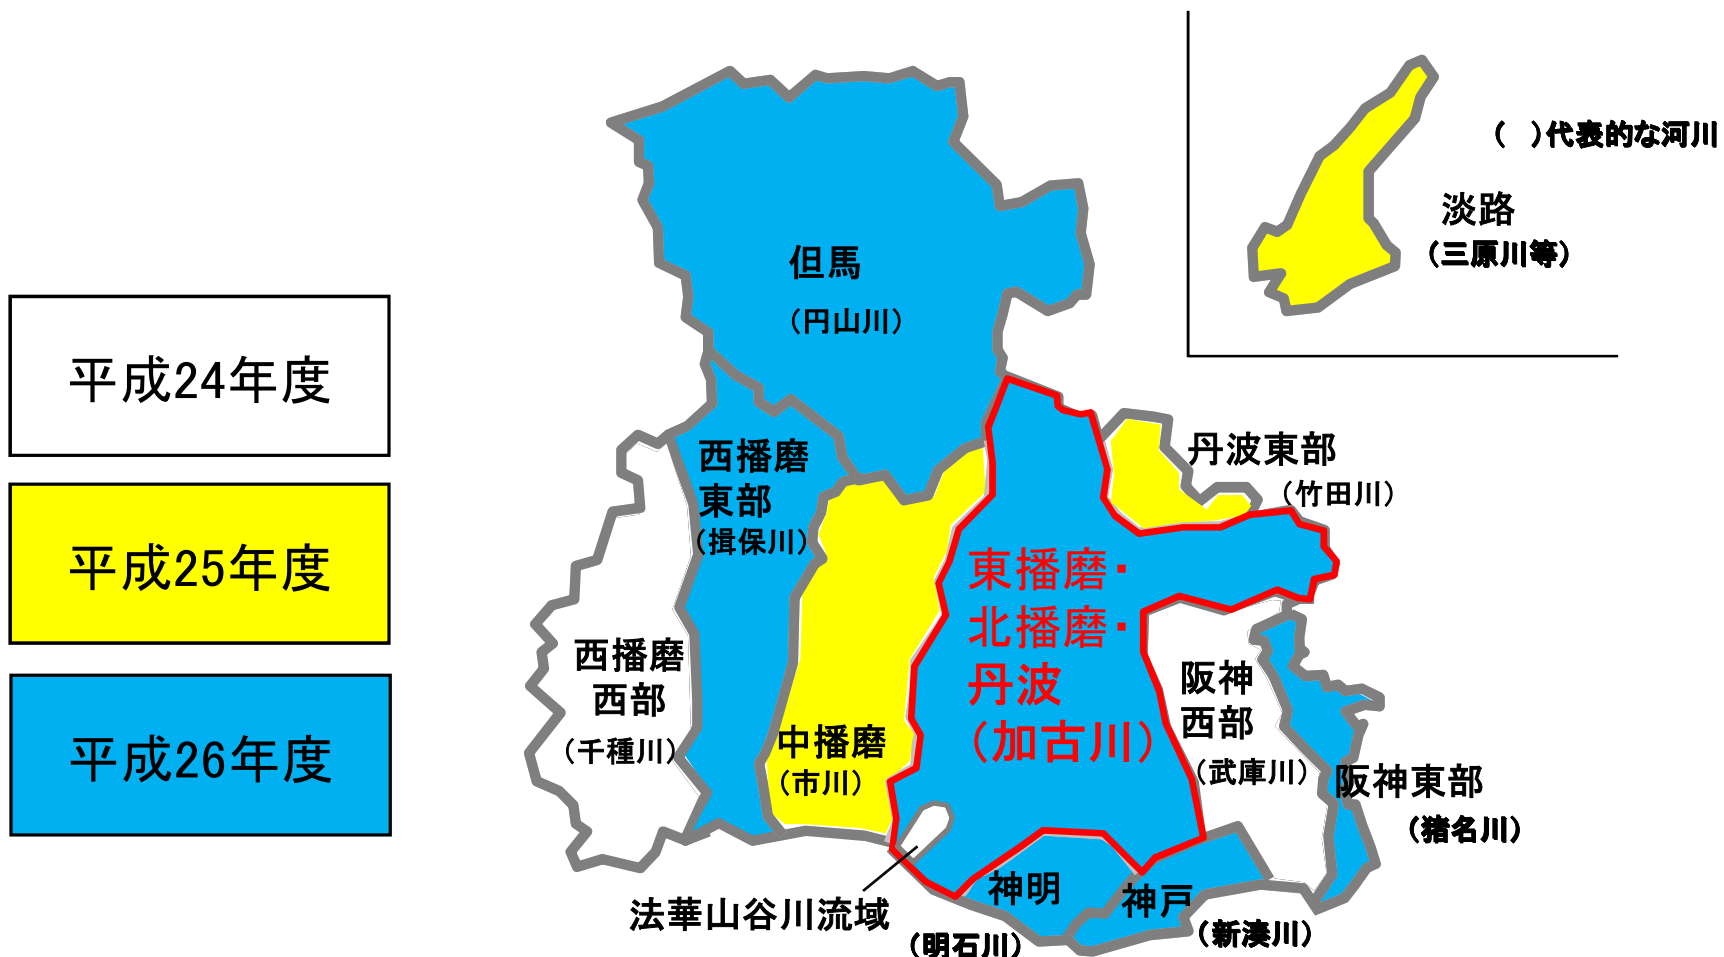 平成24年度
平成25年度
平成26年度
但馬
（円山川）
西播磨
東部
（揖保川）
西播磨
西部
（千種川）
中播磨
（市川）
東播磨・
北播磨・
丹波
（加古川）
丹波東部
（竹田川）
阪神
西部
（武庫川）
阪神東部
（猪名川）
神明
（明石川）
神戸
（新湊川）
法華山谷川流域
（　）代表的な河川
淡路
（三原川等）